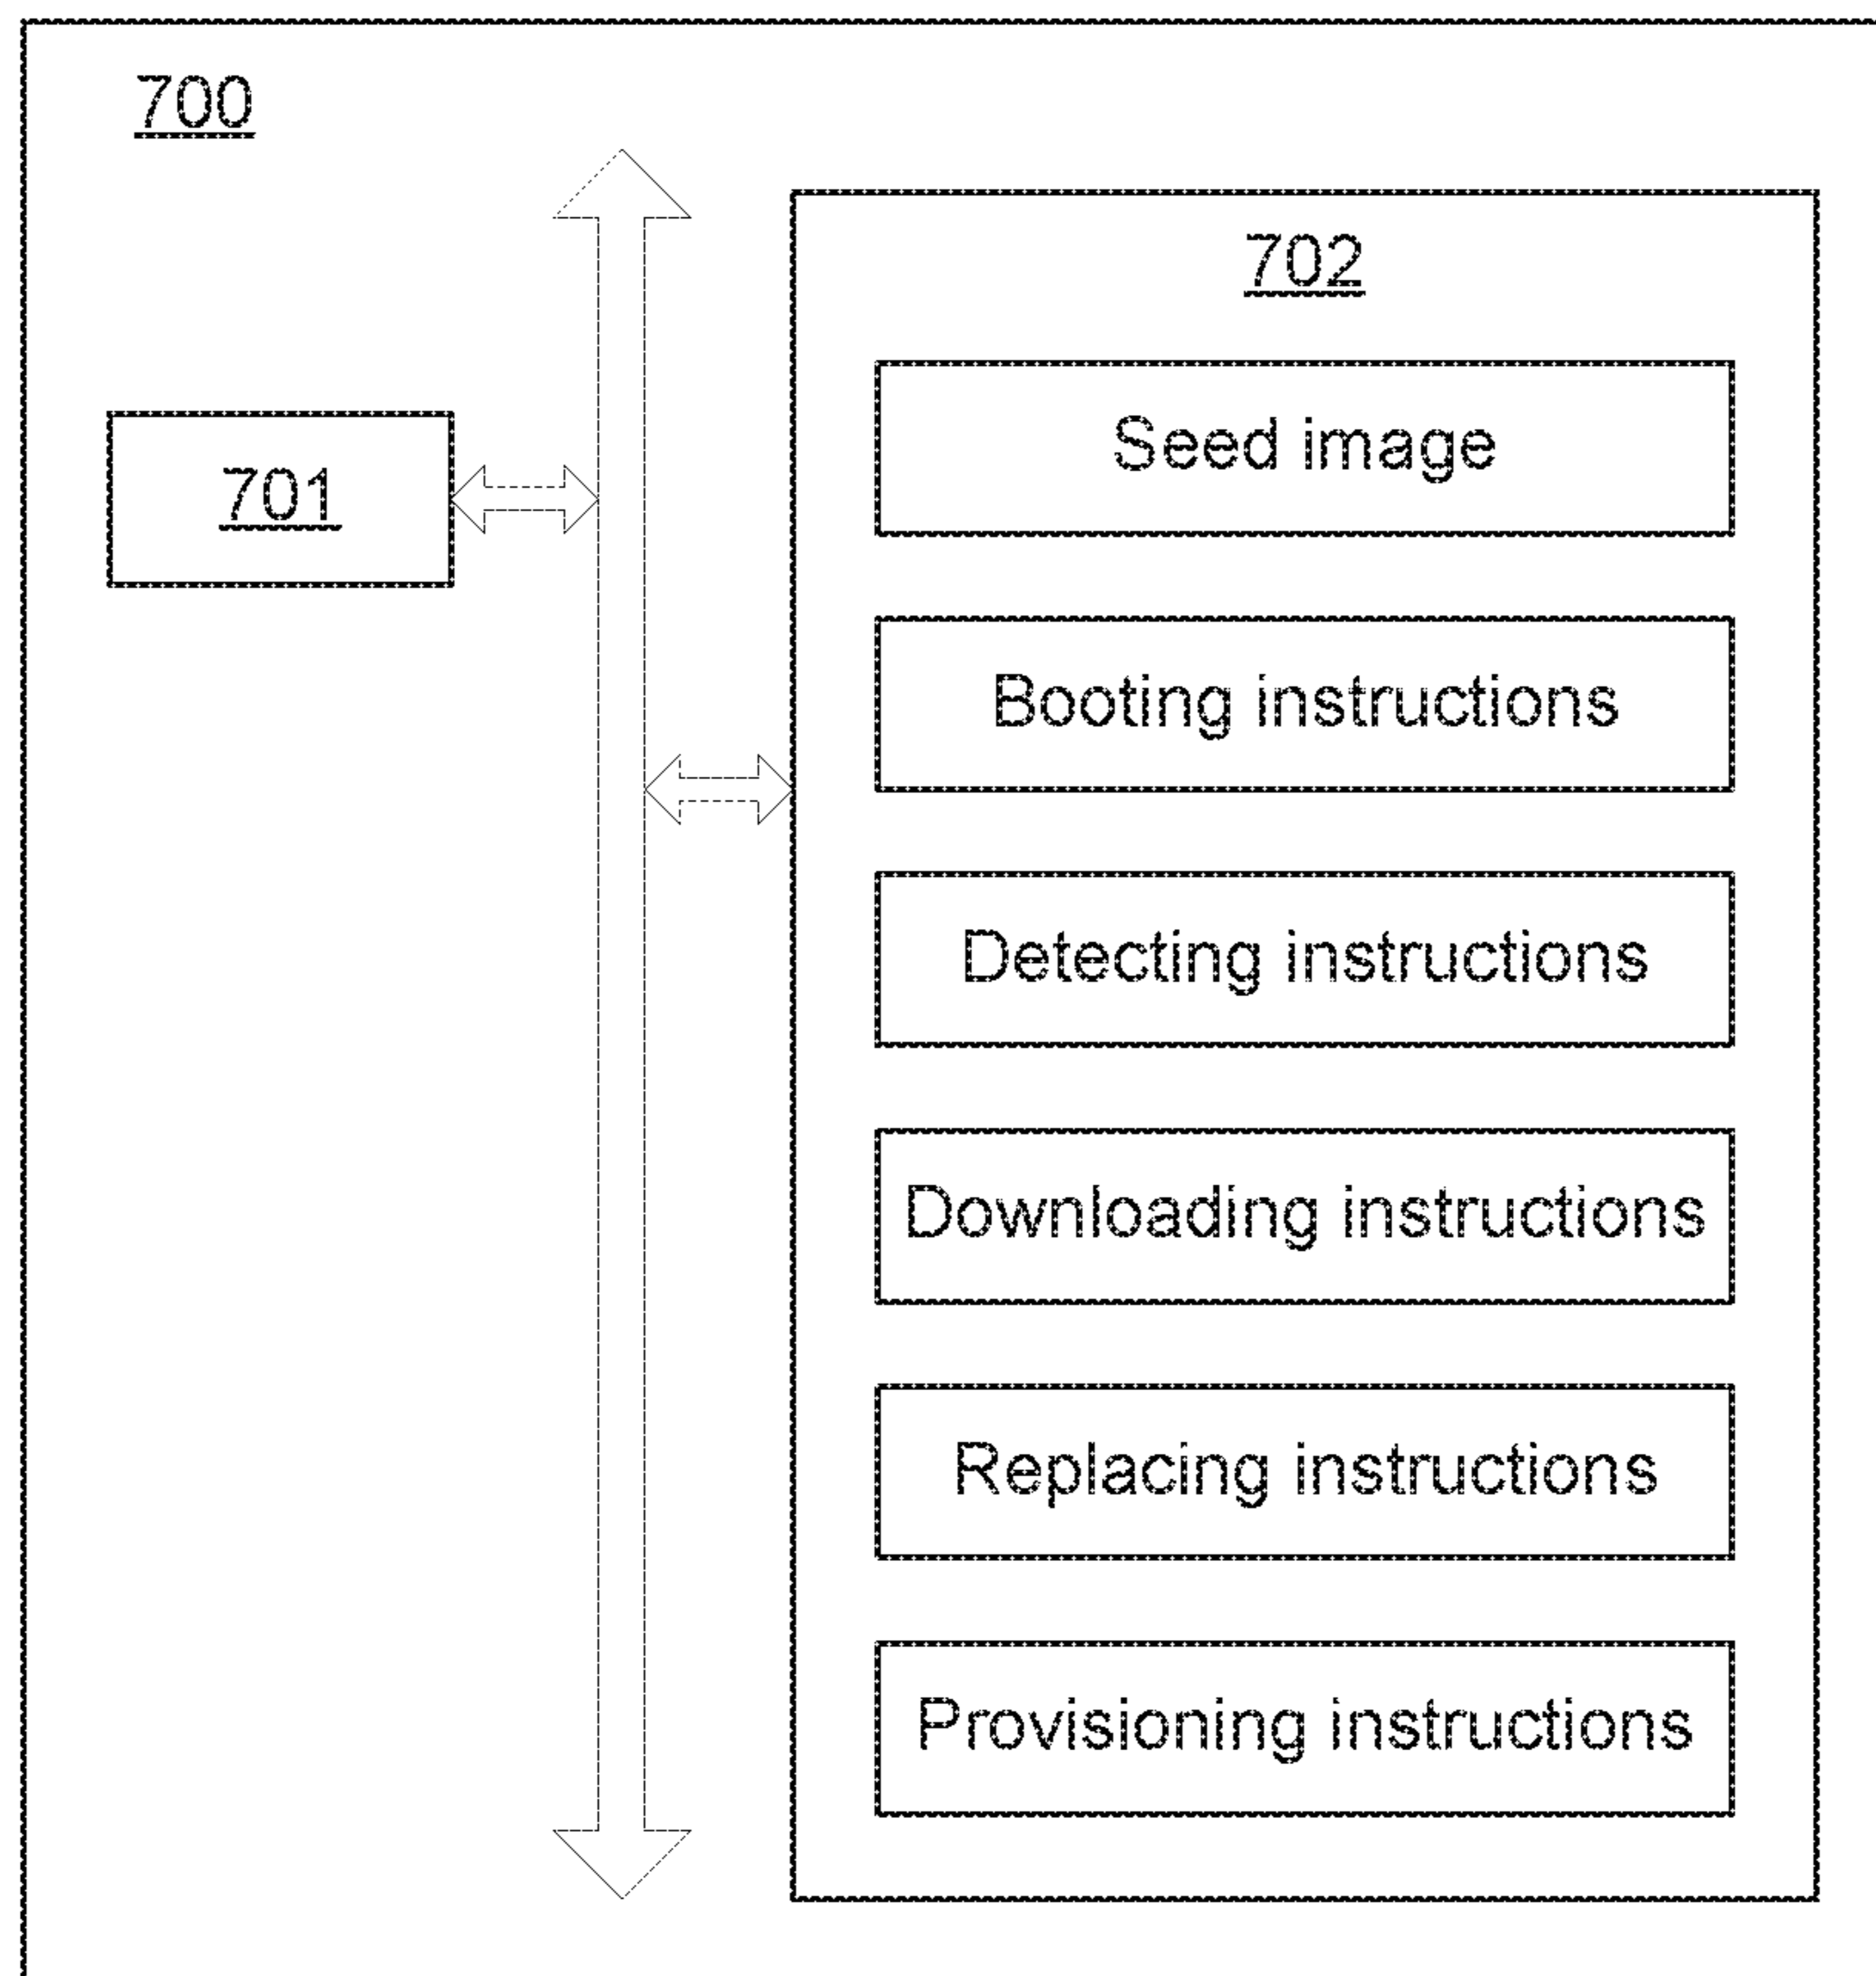 700
702
Seed image
701
Booting instructions
Detecting instructions
Downloading instructions
Replacing instructions
Provisioning instructions